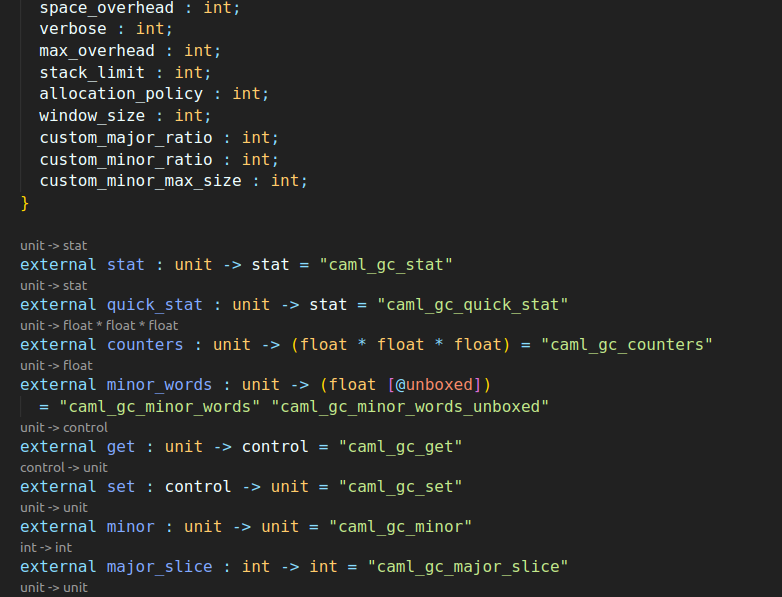 space_overhead : int;
verbose : int;
max_overhead : int;
stack_limit : int;
allocation_policy : int;
window_size : int;
custom_major_ratio : int;
custom_minor_ratio : int;
custom_minor_max_size : int;
}
unit -> stat
external stat : unit -> stat = "caml_gc_stat"
unit -> stat
external quick_stat : unit -> stat = "caml_gc_quick_stat"
unit -> float * float * float
external counters : unit -> (float * float * float) = "caml_gc_counters"
unit -> float
external minor_words : unit -> (float [@unboxed])
= "caml_gc_minor_words" "caml_gc_minor_words_unboxed"
unit -> control
external get : unit -> control = "caml_gc_get"
control -> unit
external set : control -> unit = "caml_gc_set"
unit -> unit
external minor : unit -> unit = "caml_gc_minor"
int -> int
external major_slice : int -> int = "caml_gc_major_slice"
unit -> unit